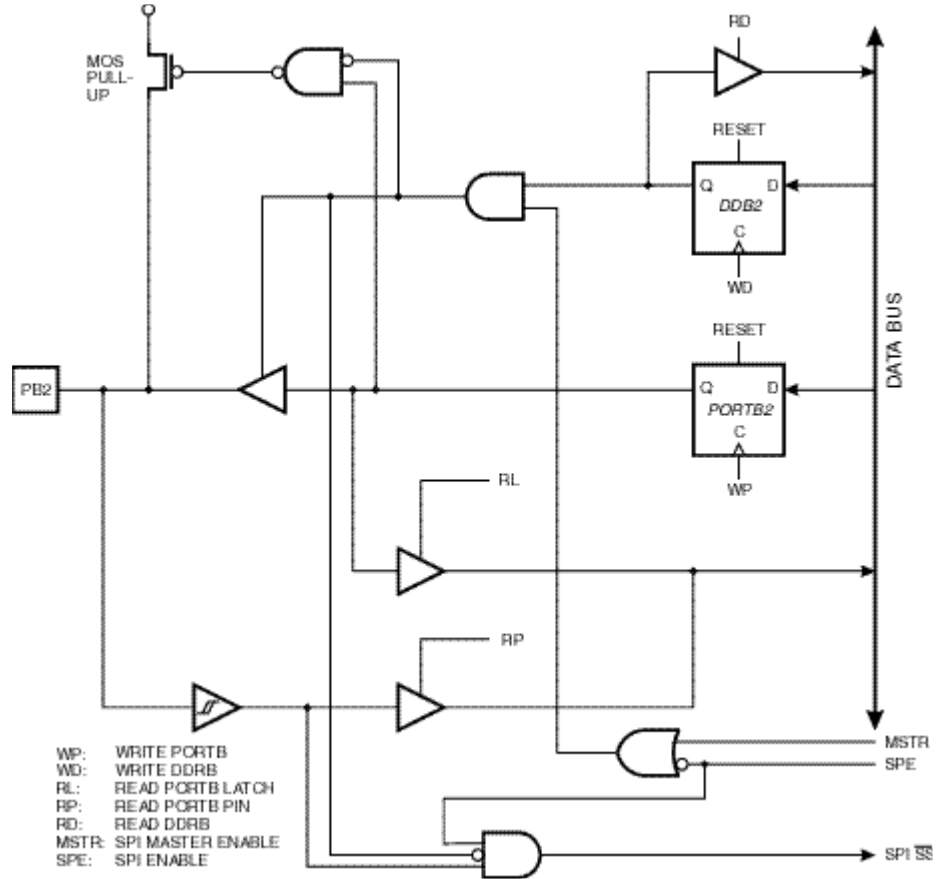 RD
MOS
PULL-
UP
RESET
Q D
DDB2
C
WD
DATA BUS
RESET
PB2
Q D
PORTB2
C
WP
RL
RP
MSTR
SPE
WP: WRITE PORTB
WD: WRITE DDRB
RL: READ PORTB LATCH
RP: READ PORTB PIN
RD: READ DDRB
MSTR: SPI MASTER ENABLE
SPE: SPI ENABLE
SPI S̅S̅